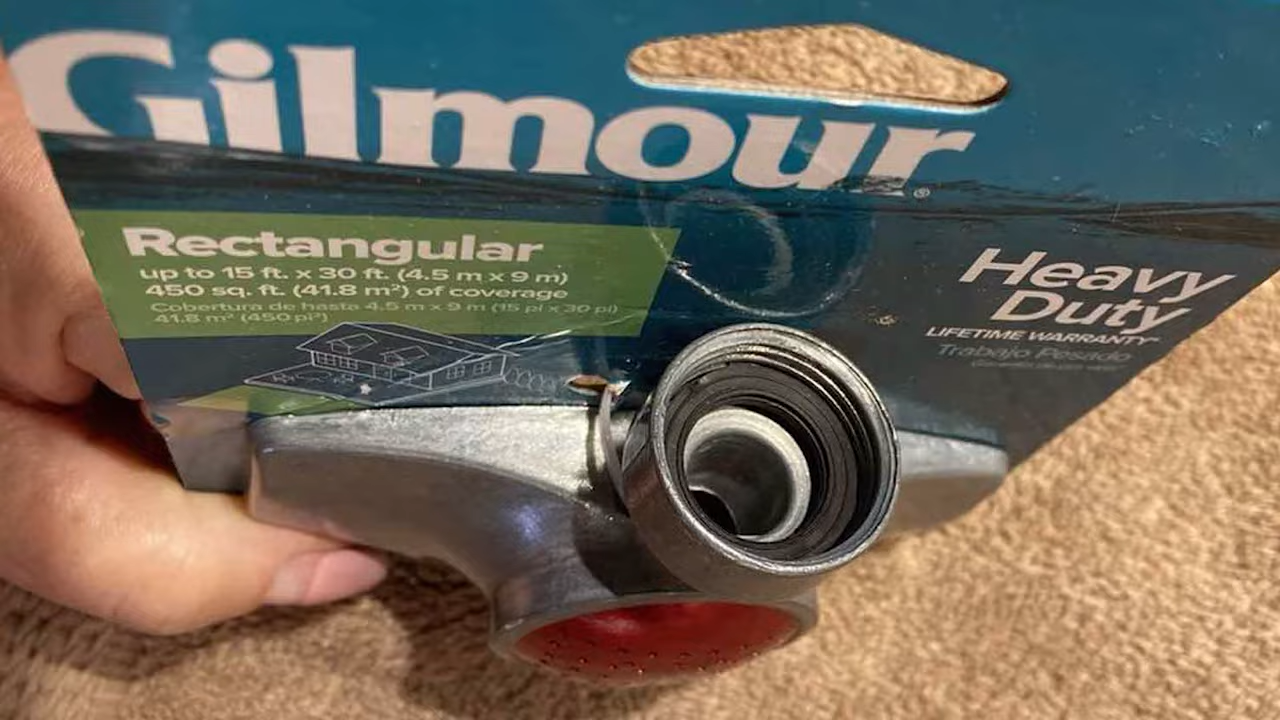 Gilmour®
Rectangular
up to 15 ft. x 30 ft. (4.5 m x 9 m)
450 sq. ft. (41.8 m²) of coverage
Cobertura de hasta 4.5 m x 9 m (15 pi x 30 pi)
41.8 m² (450 pi²)
Heavy
Duty
LIFETIME WARRANTY*
Trabajo Pesado